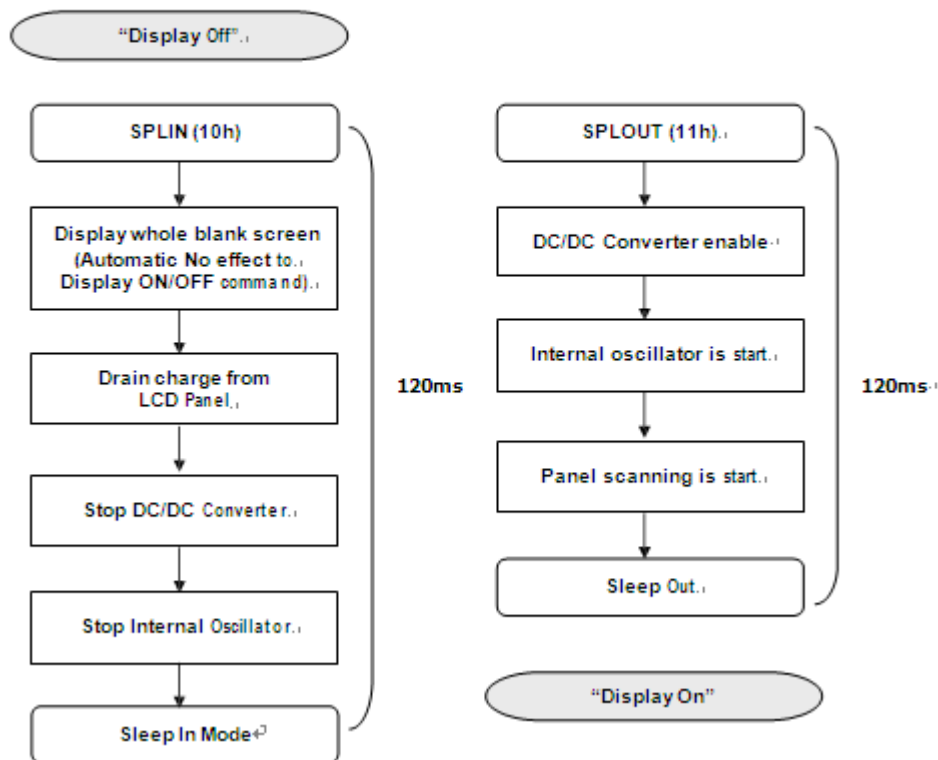 “Display Off”.
SPLIN (10h)
Display whole blank screen
(Automatic No effect to.
Display ON/OFF command).
Drain charge from
LCD Panel.
Stop DC/DC Converter.
Stop Internal Oscillator.
Sleep In Mode↵
120ms
SPLOUT (11h).
DC/DC Converter enable.
Internal oscillator is start.
Panel scanning is start.
Sleep Out.
120ms.
“Display On”